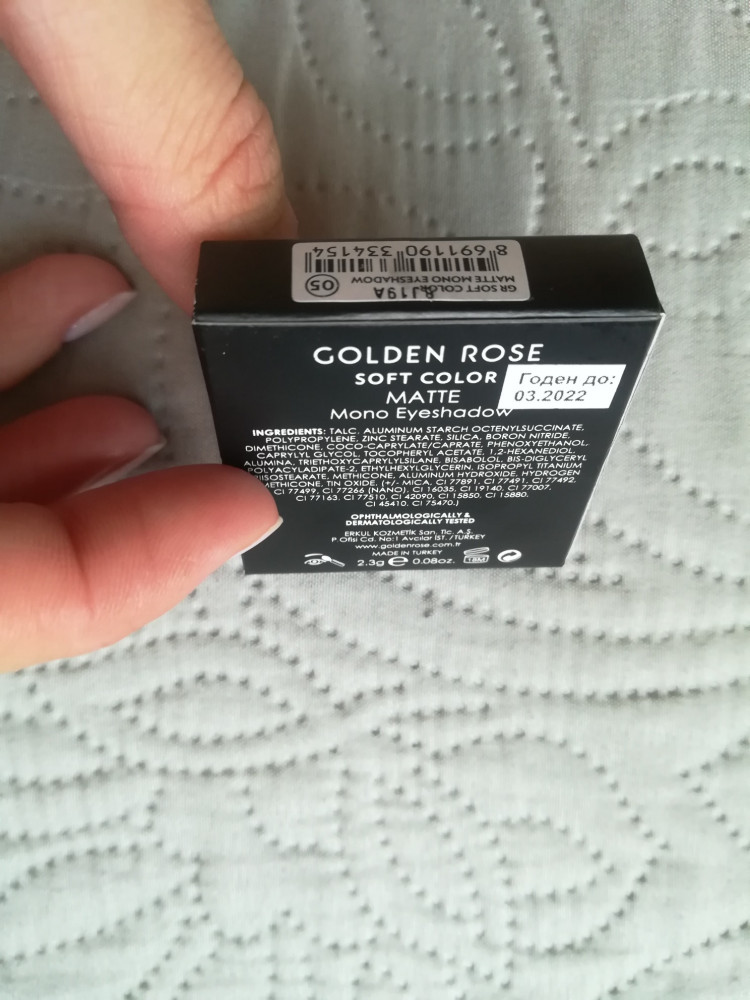 8 691190 334154
05
GR SOFT COLOR
MATTE MONO EYESHADOW
8J19A
GOLDEN ROSE
SOFT COLOR
MATTE
Mono Eyeshadow
Годен до:
03.2022
INGREDIENTS: TALC, ALUMINUM STARCH OCTENYLSUCCINATE,
POLYPROPYLENE, ZINC STEARATE, SILICA, BORON NITRIDE,
DIMETHICONE, COCO-CAPRYLATE/CAPRATE, PHENOXYETHANOL,
CAPRYLYL GLYCOL, TOCOPHERYL ACETATE, 1,2-HEXANEDIOL,
ALUMINA, TRIETHOXYCAPRYLYLSILANE, BISABOLOL, BIS-DIGLYCERYL
POLYACYLADIPATE-2, ETHYLHEXYLGLYCERIN, ISOPROPYL TITANIUM
ALUMINUM HYDROXIDE, HYDROGEN
TIN OXIDE, (+/- MICA, CI 77891, CI 77491, CI 77492,
CI 77499, CI 77266 (NANO), CI 16035, CI 19140, CI 77007,
CI 77163, CI 77510, CI 42090, CI 15850, CI 15880,
CI 45410, CI 75470.)
OPHTHALMOLOGICALLY &
DERMATOLOGICALLY TESTED
ERKUL KOZMETİK San. Tic. A.Ş.
P.Ofisi Cd. No:1 Avcılar İST. /TURKEY
www.goldenrose.com.tr
MADE IN TURKEY
2.3g e 0.08oz.
18M